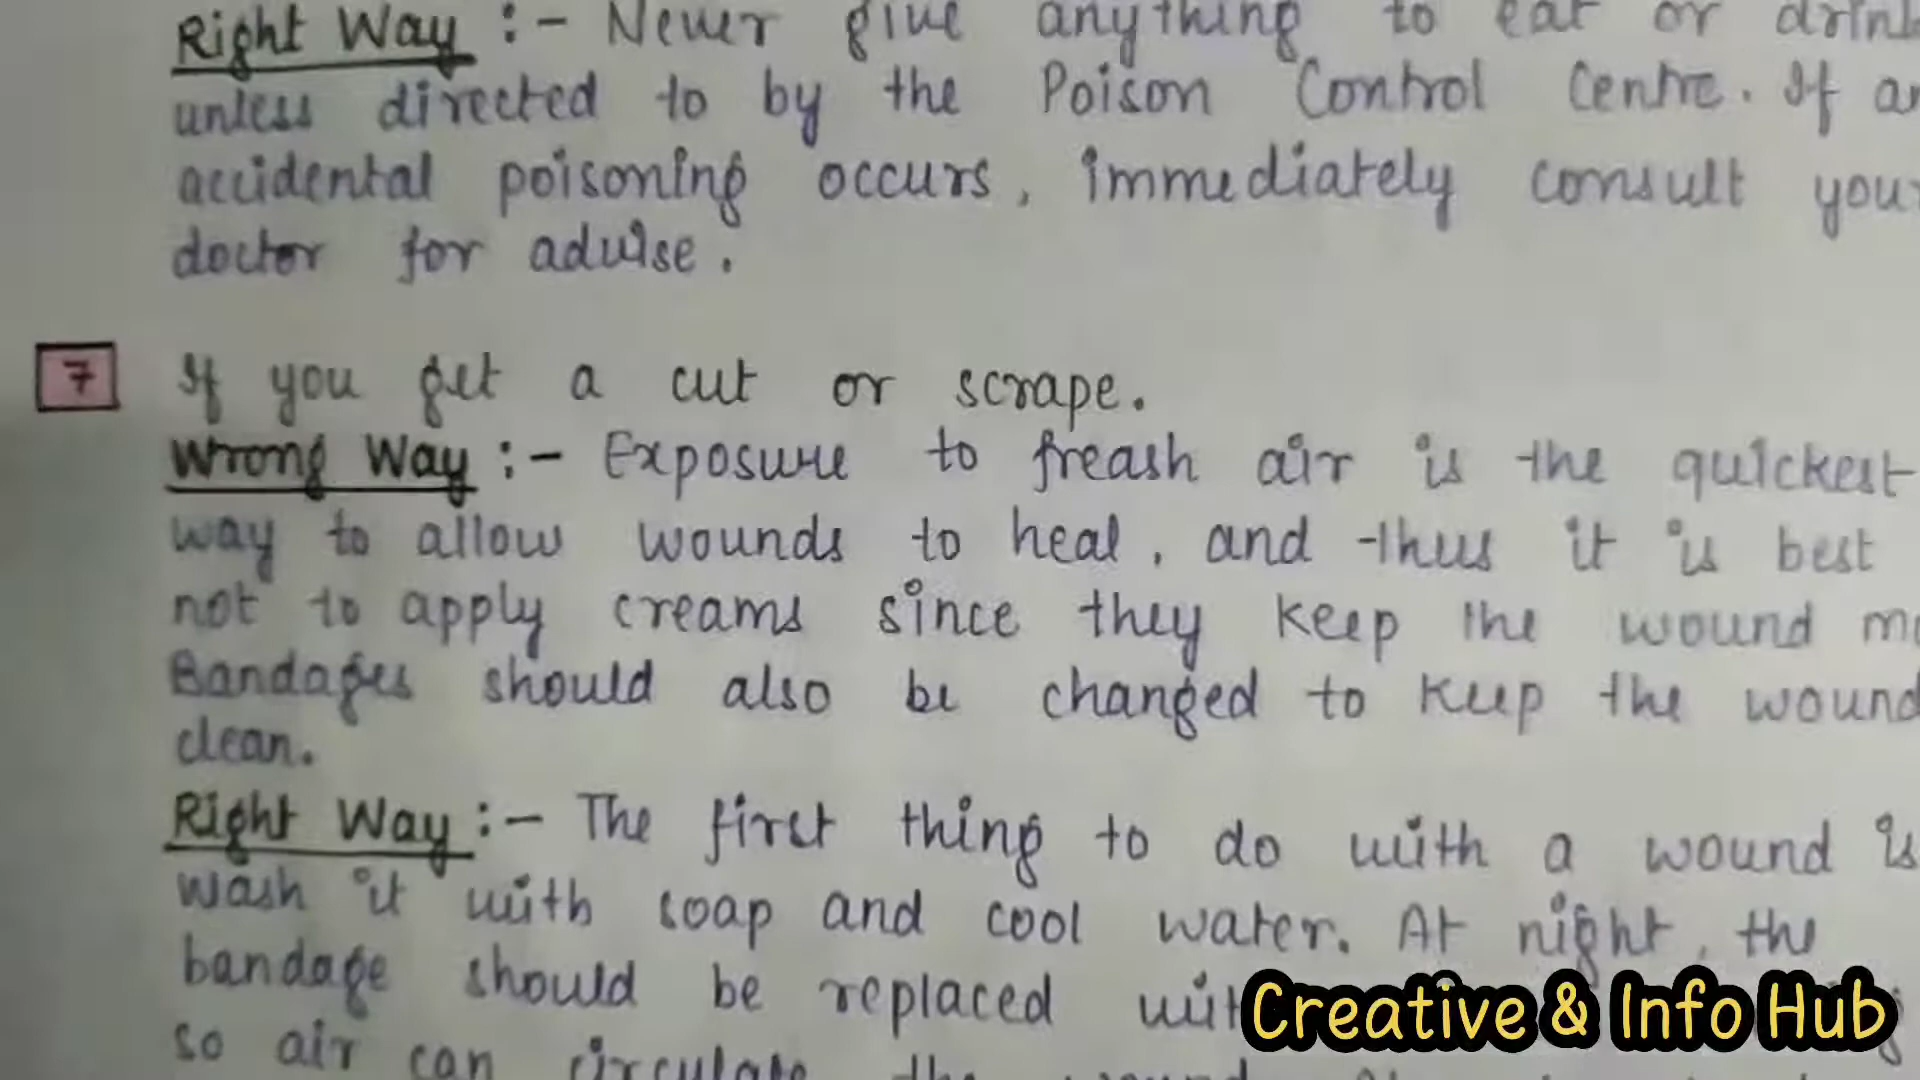 Right Way :- Never give anything to eat or drink
unless directed to by the Poison Control Centre. If an
accidental poisoning occurs, immediately consult your
doctor for advise.
7 If you get a cut or scrape.
Wrong Way :- Exposure to freash air is the quickest
way to allow wounds to heal, and thus it is best
not to apply creams since they keep the wound
Bandages should also be changed to keep the wound
clean.
Right Way :- The first thing to do with a wound is
wash it with soap and cool water. At night, the
bandage should be replaced
so air can circulate the wound.
Creative & Info Hub